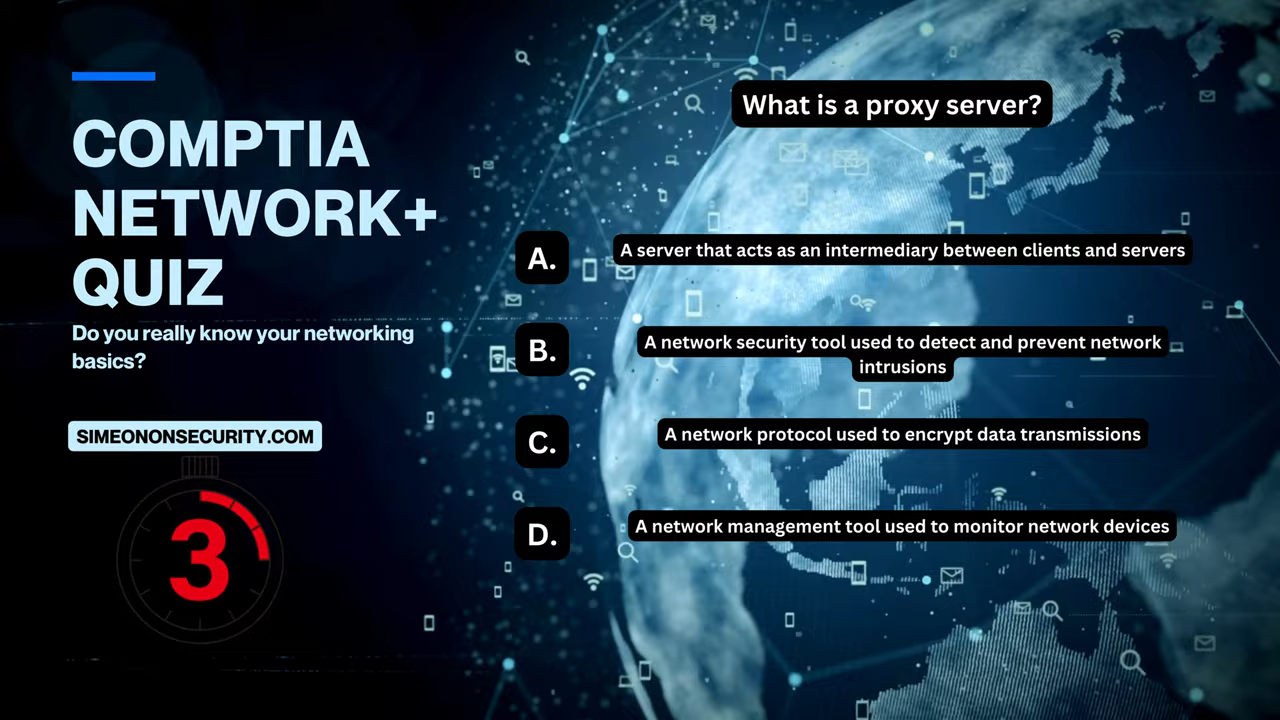 COMPTIA
NETWORK+
QUIZ
Do you really know your networking
basics?
SIMEONONSECURITY.COM
3
What is a proxy server?
A. A server that acts as an intermediary between clients and servers
B. A network security tool used to detect and prevent network
intrusions
C. A network protocol used to encrypt data transmissions
D. A network management tool used to monitor network devices